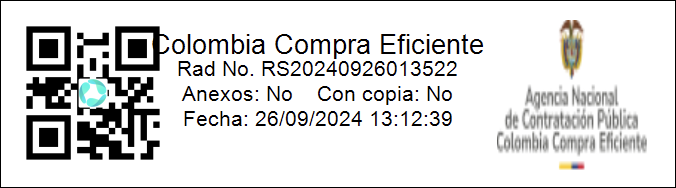 Colombia Compra Eficiente
Rad No. RS20240926013522
Anexos: No Con copia: No
Fecha: 26/09/2024 13:12:39
Agencia Nacional
de Contratación Pública
Colombia Compra Eficiente